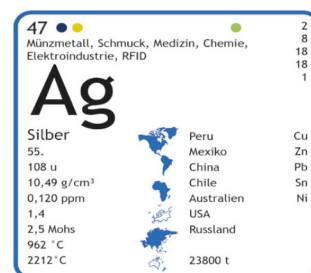 47
2
8
18
18
1
Münzmetall, Schmuck, Medizin, Chemie,
Elektroindustrie, RFID
Ag
Silber
55.
108 u
10,49 g/cm³
0,120 ppm
1,4
2,5 Mohs
962 °C
2212°C
Peru
Mexiko
China
Chile
Australien
USA
Russland
23800 t
Cu
Zn
Pb
Sn
Ni